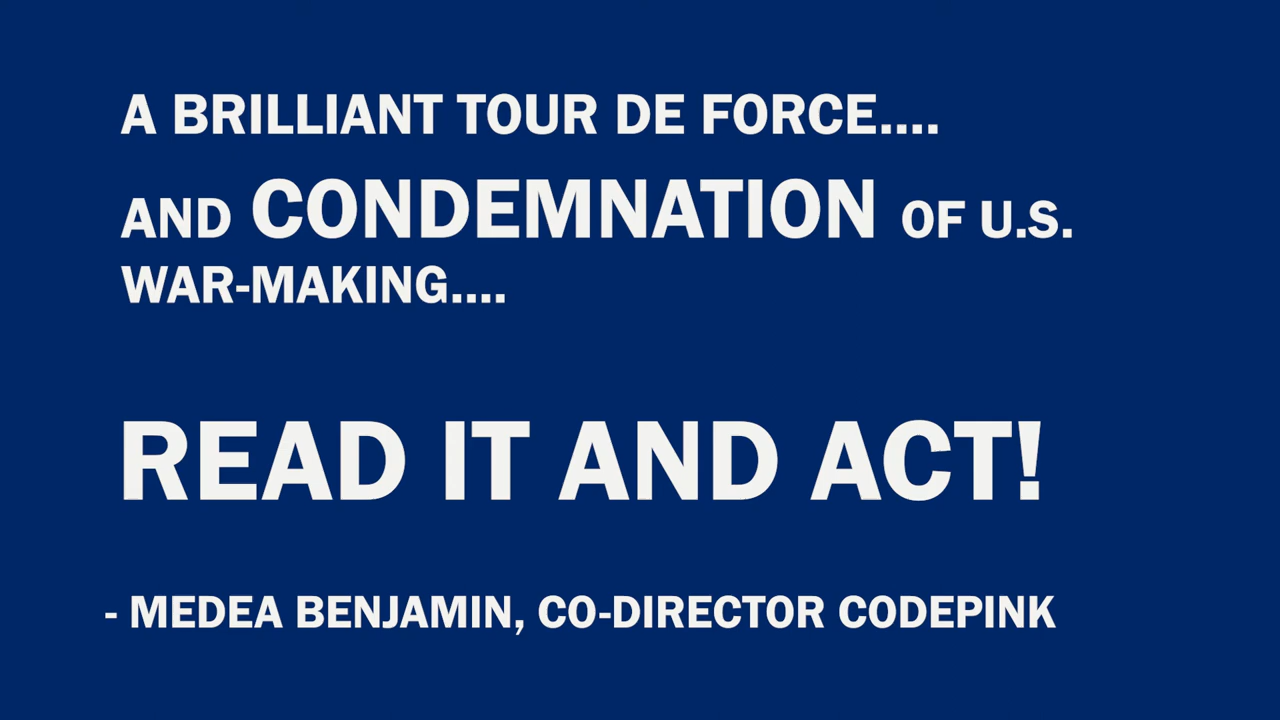 A BRILLIANT TOUR DE FORCE....
AND CONDEMNATION OF U.S.
WAR-MAKING....
READ IT AND ACT!
- MEDEA BENJAMIN, CO-DIRECTOR CODEPINK